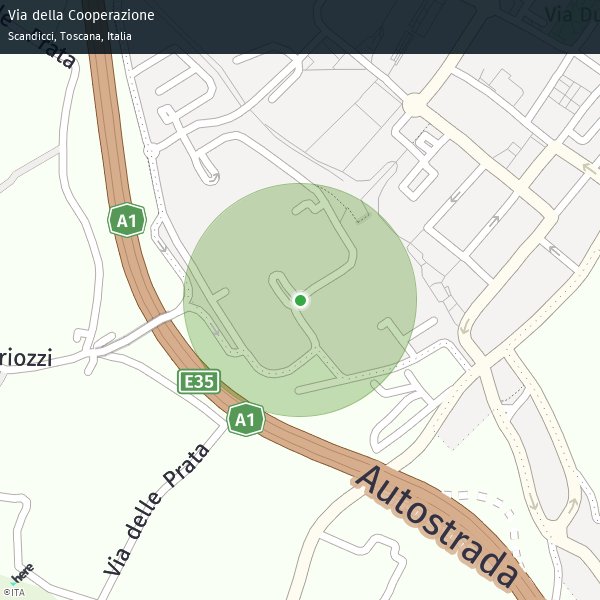 Via della Cooperazione
Scandicci, Toscana, Italia
Prata
Via Du
A1
riozzi
E35
A1
Via delle Prata
Autostrada
here
©ITA